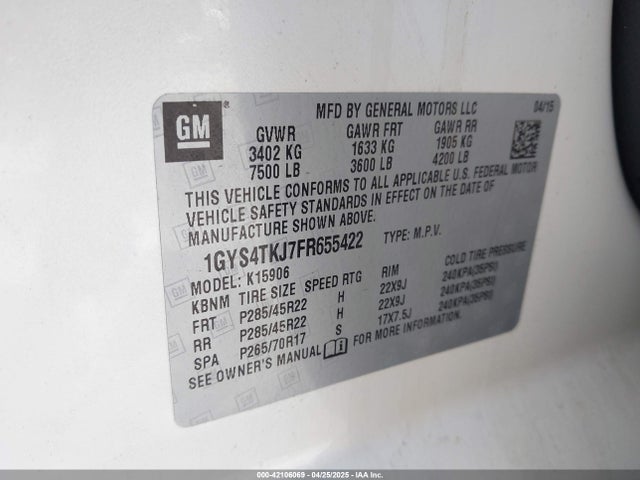 GM
MFD BY GENERAL MOTORS LLC 04/15
GVWR GAWR FRT GAWR RR
3402 KG 1633 KG 1905 KG
7500 LB 3600 LB 4200 LB
THIS VEHICLE CONFORMS TO ALL APPLICABLE U.S. FEDERAL MOTOR
VEHICLE SAFETY STANDARDS IN EFFECT ON THE DATE OF
MANUFACTURE SHOWN ABOVE.
1GYS4TKJ7FR655422 TYPE: M.P.V.
MODEL: K15906
KBNM TIRE SIZE SPEED RTG RIM COLD TIRE PRESSURE
FRT P285/45R22 H 22X9J 240KPA(35PSI)
RR P285/45R22 H 22X9J 240KPA(35PSI)
SPA P265/70R17 S 17X7.5J 240KPA(35PSI)
SEE OWNER'S MANUAL FOR MORE INFORMATION.
000-42106069 - 04/25/2025 - IAA Inc.